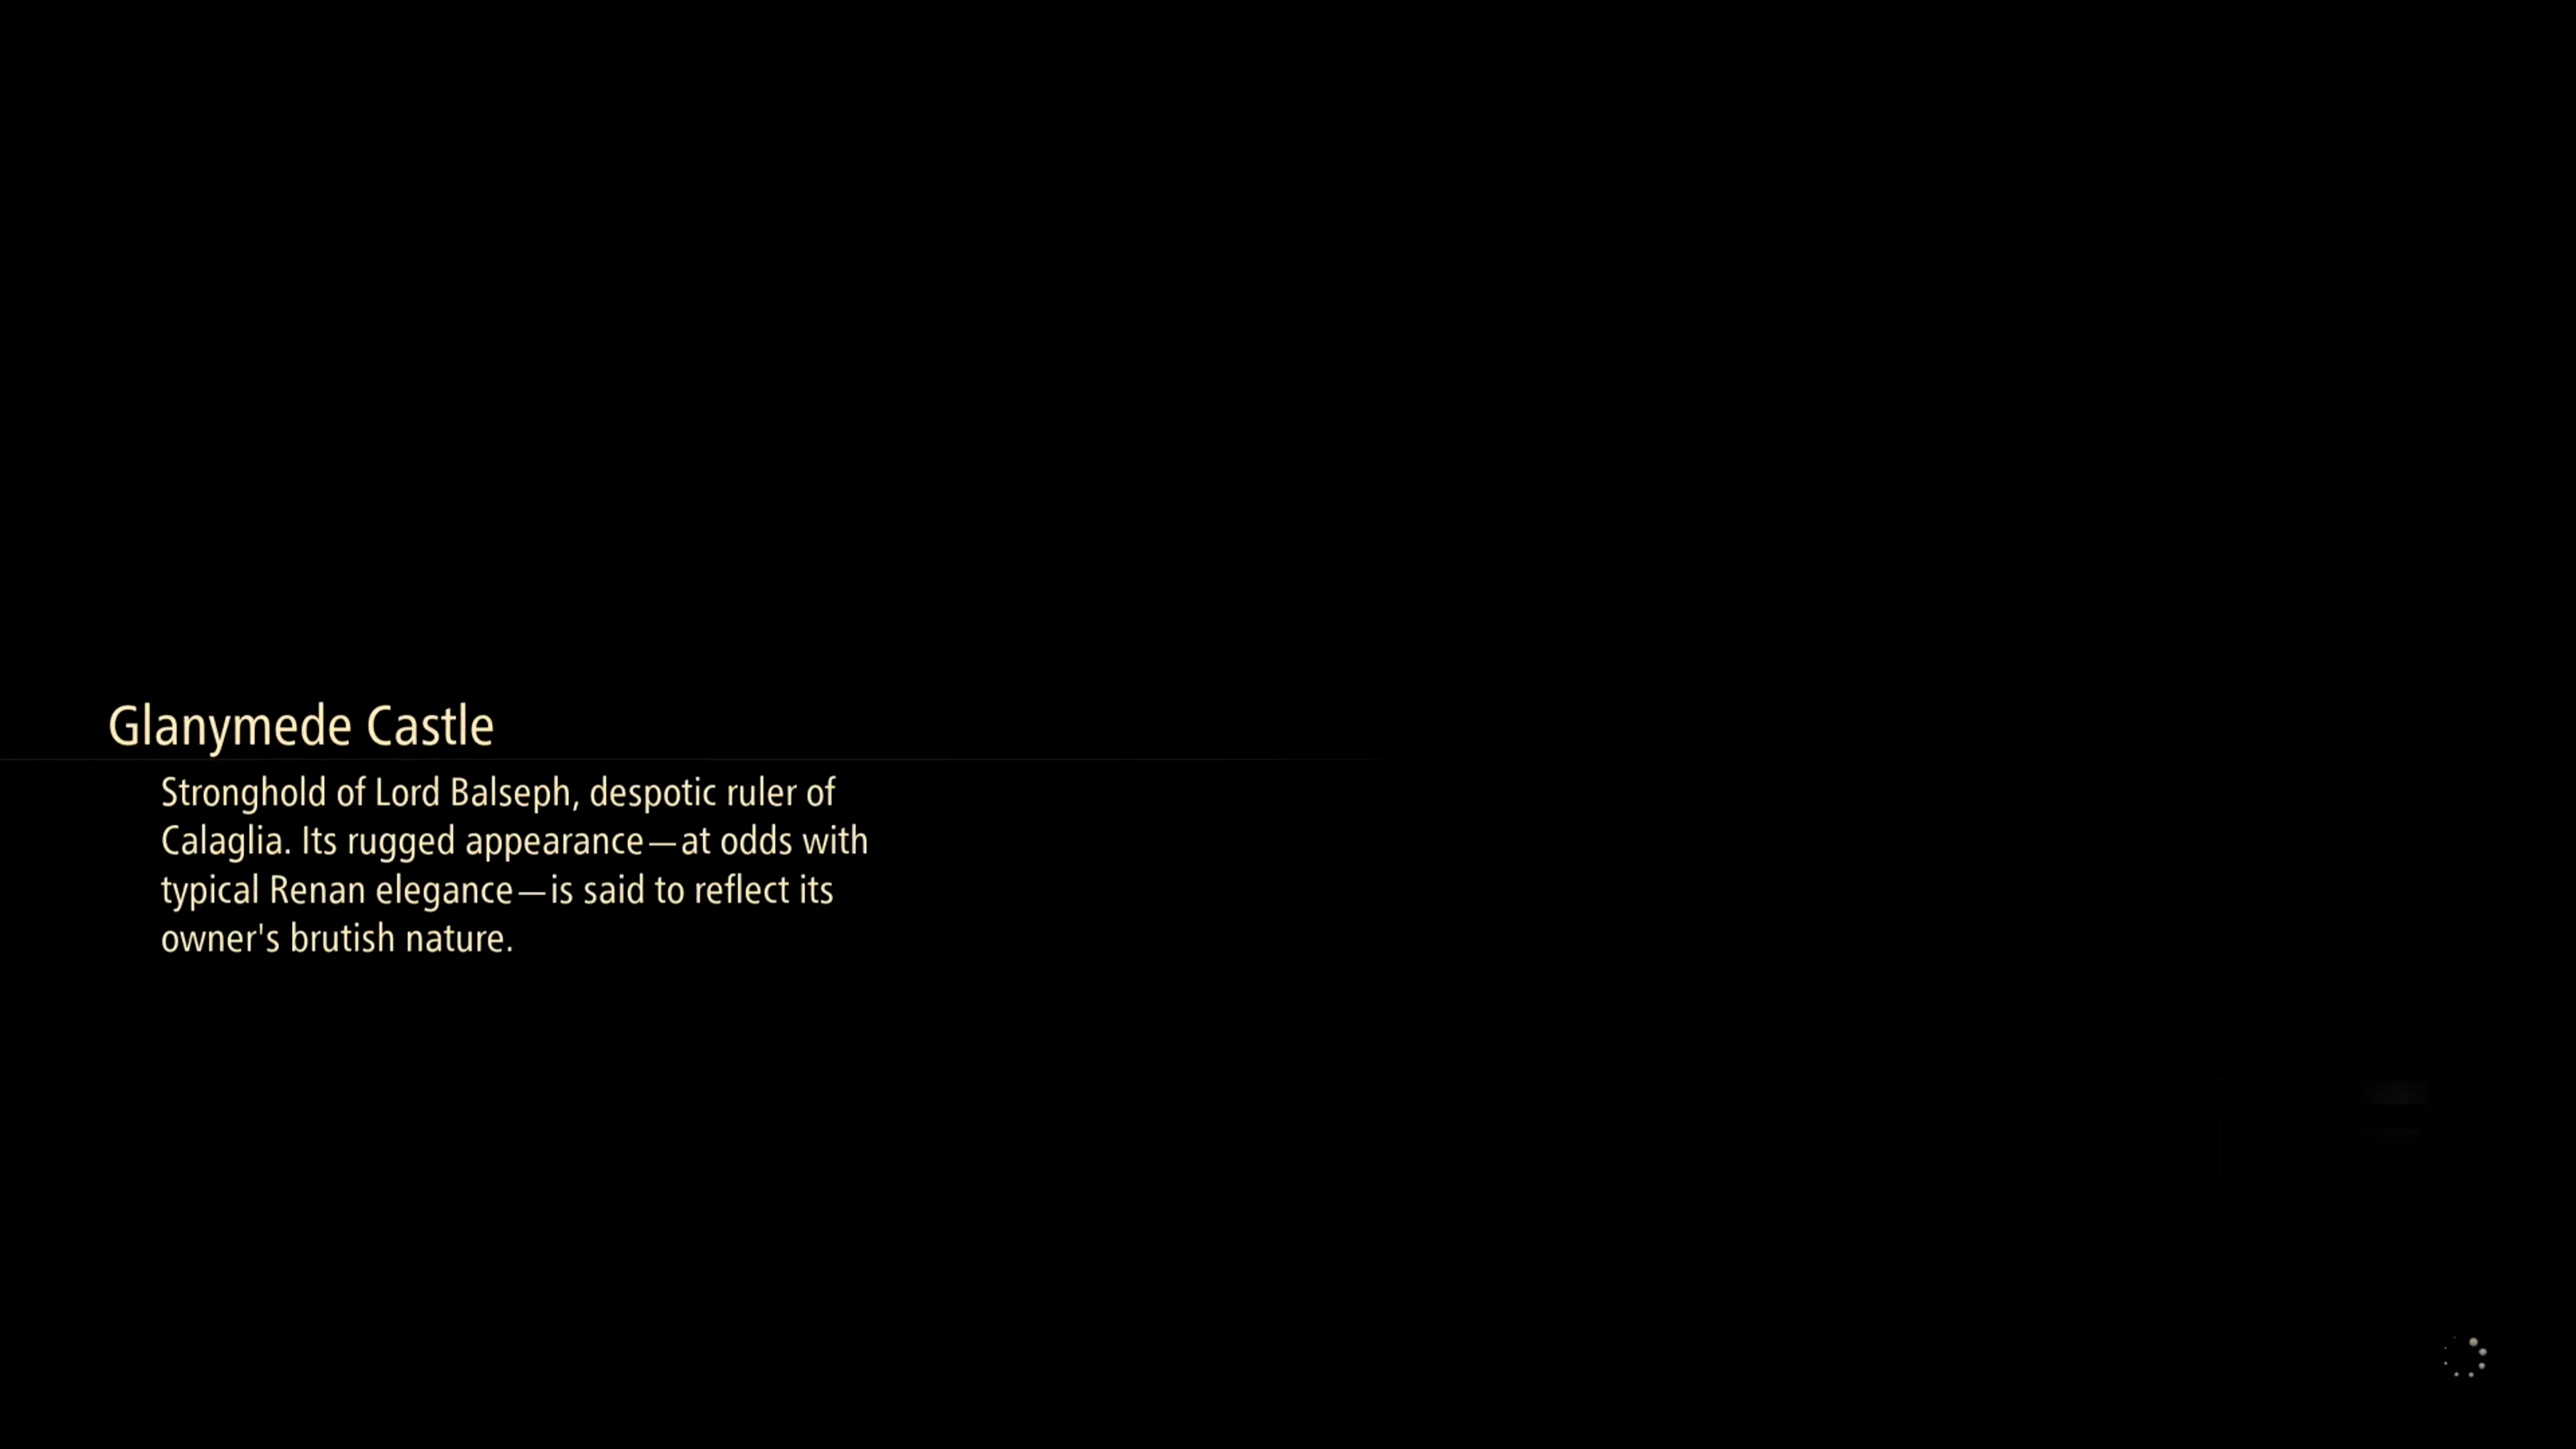 Glanymede Castle
Stronghold of Lord Balseph, despotic ruler of
Calaglia. Its rugged appearance—at odds with
typical Renan elegance—is said to reflect its
owner's brutish nature.